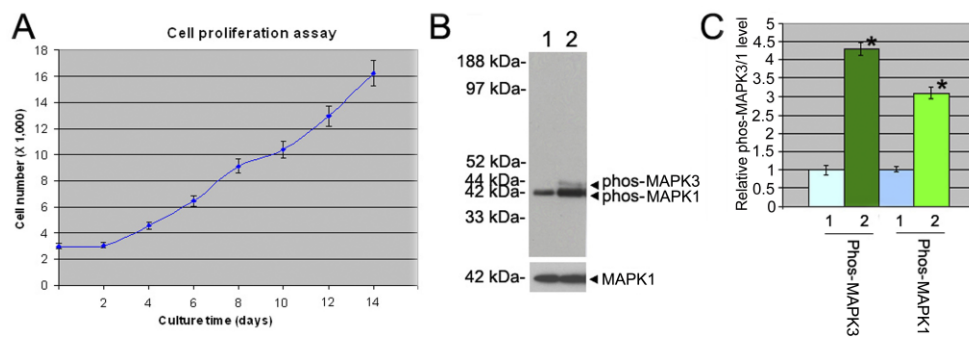 A
Cell proliferation assay
Cell number (X 1,000)
18
16
14
12
10
8
6
4
2
0
2 4 6 8 10 12 14
Culture time (days)
B
1 2
188 kDa-
97 kDa-
52 kDa-
44 kDa-
42 kDa-
33 kDa-
phos-MAPK3
phos-MAPK1
42 kDa-
MAPK1
C
Relative phos-MAPK3/1 level
5
4.5
4
3.5
3
2.5
2
1.5
1
0.5
0
* *
1 2 1 2
Phos-MAPK3
Phos-MAPK1